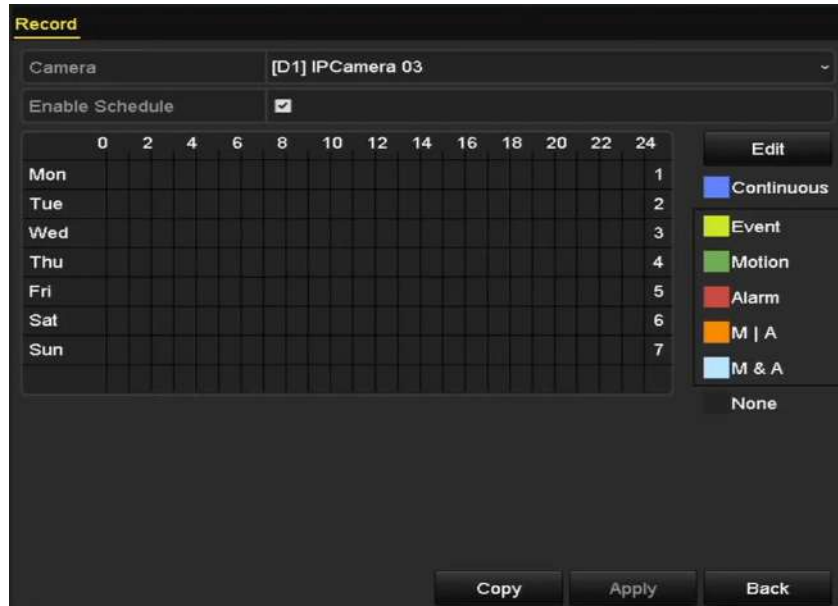 Record
Camera [D1] IPCamera 03
Enable Schedule
0 2 4 6 8 10 12 14 16 18 20 22 24
Edit
Mon 1
Continuous
Tue 2
Wed 3
Event
Thu 4
Motion
Fri 5
Alarm
Sat 6
M | A
Sun 7
M & A
None
Copy Apply Back